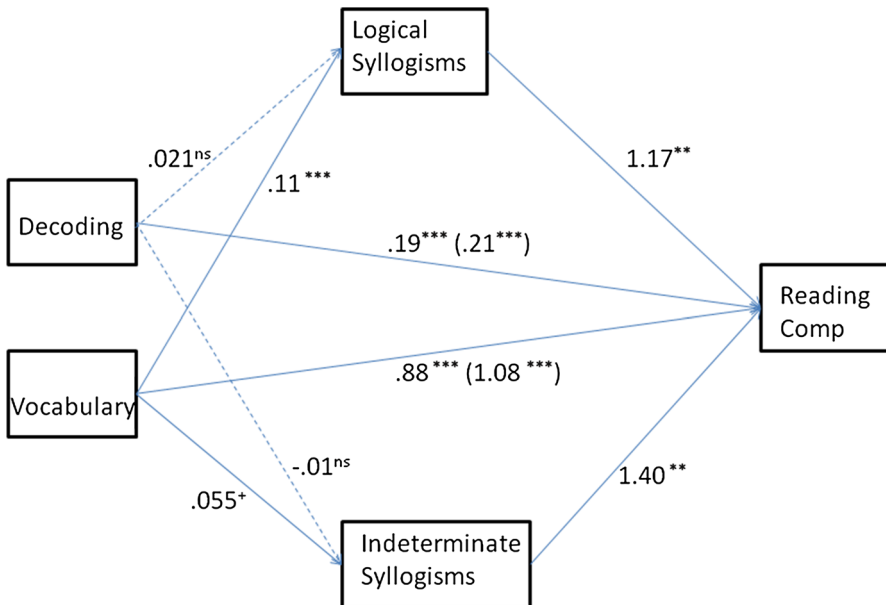 Logical
Syllogisms
.021ns
.11 ***
1.17**
Decoding
.19*** (.21***)
Reading
Comp
Vocabulary
.88 *** (1.08 ***)
-.01ns
.055+
1.40 **
Indeterminate
Syllogisms